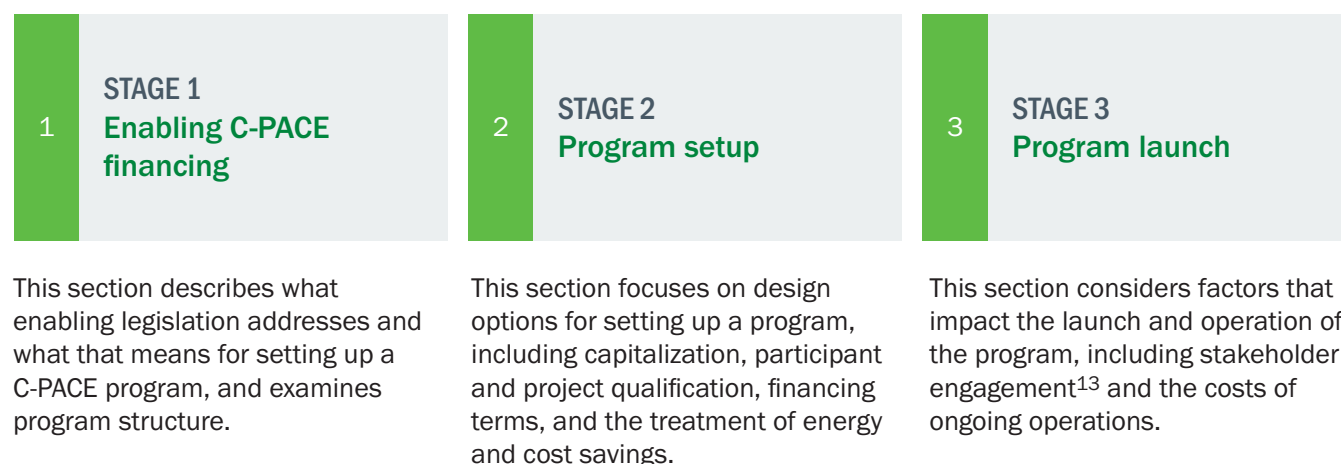 1
STAGE 1
Enabling C-PACE
financing
This section describes what
enabling legislation addresses and
what that means for setting up a
C-PACE program, and examines
program structure.
2
STAGE 2
Program setup
This section focuses on design
options for setting up a program,
including capitalization, participant
and project qualification, financing
terms, and the treatment of energy
and cost savings.
3
STAGE 3
Program launch
This section considers factors that
impact the launch and operation of
the program, including stakeholder
engagement13 and the costs of
ongoing operations.